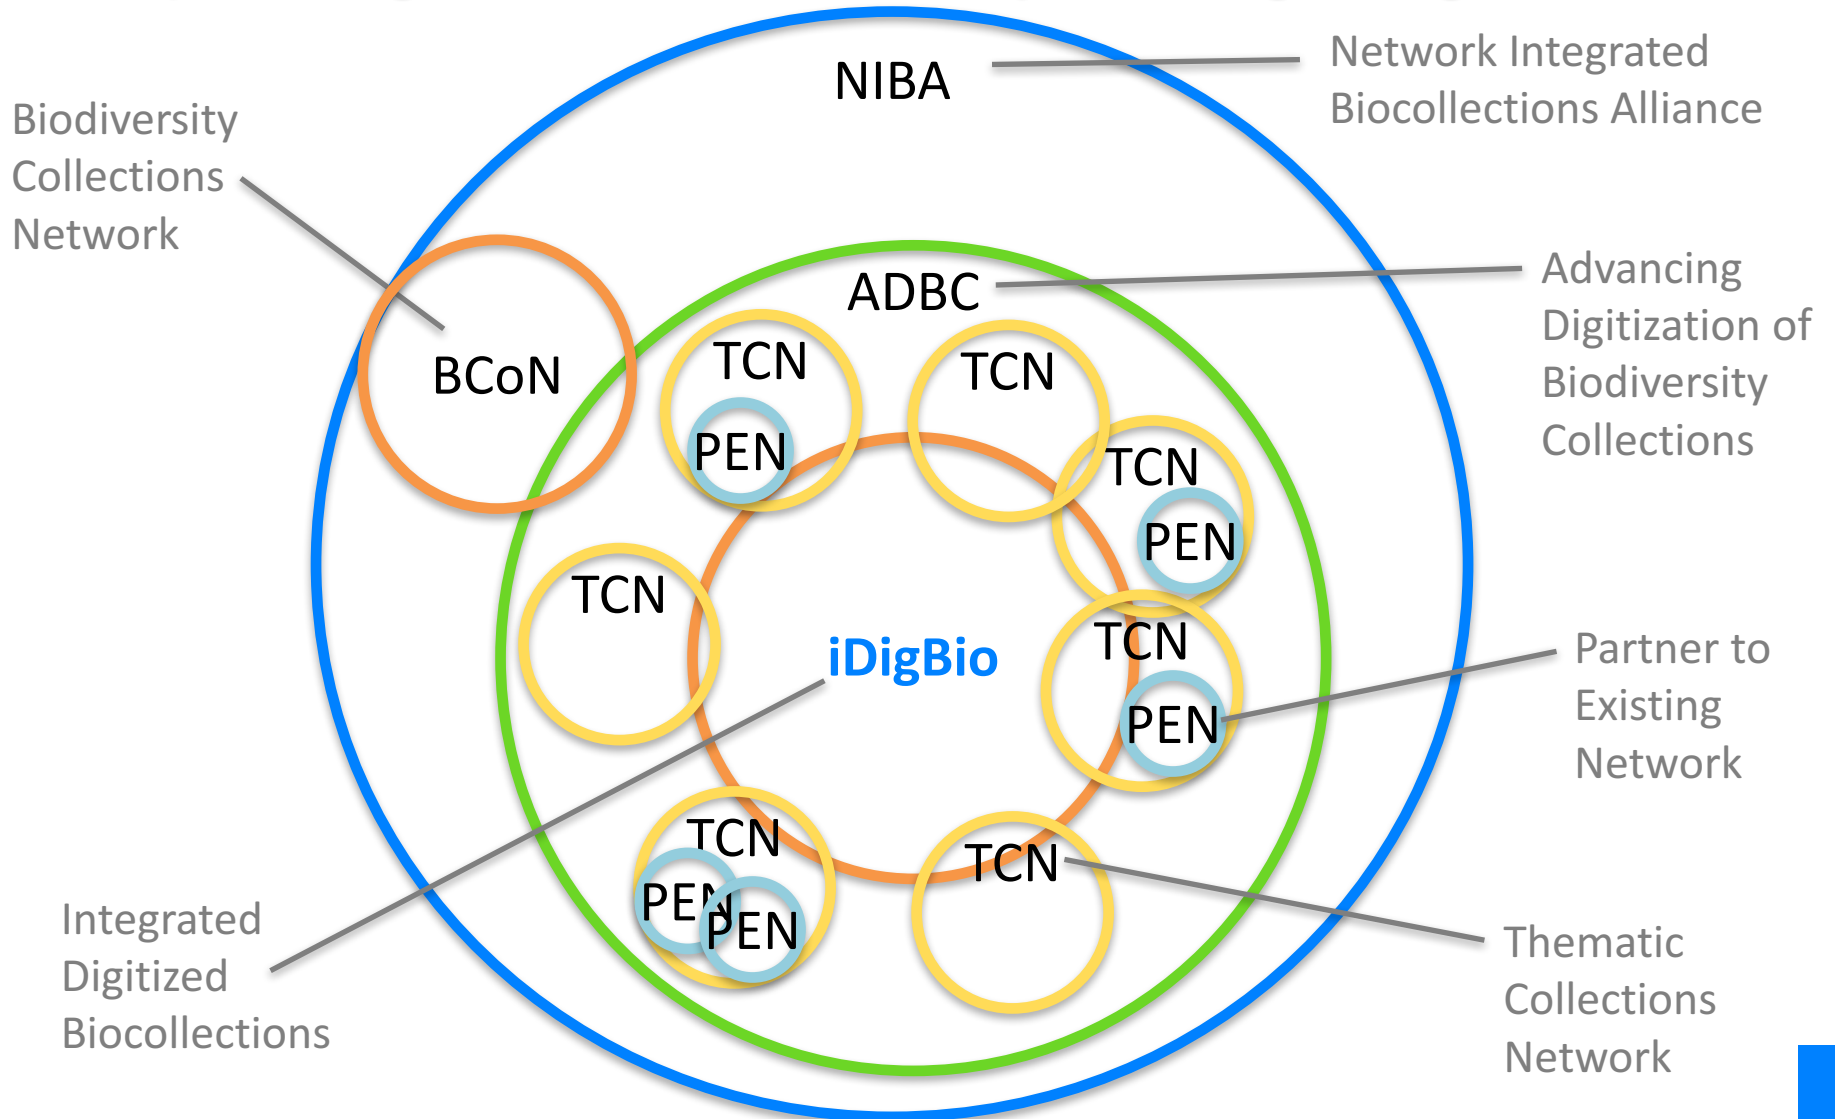 NIBA
Network Integrated
Biocollections Alliance
Biodiversity
Collections
Network
BCoN
ADBC
Advancing
Digitization of
Biodiversity
Collections
TCN
PEN
TCN
TCN
PEN
TCN
TCN
PEN
iDigBio
Partner to
Existing
Network
TCN
PEN
PEN
TCN
Integrated
Digitized
Biocollections
Thematic
Collections
Network